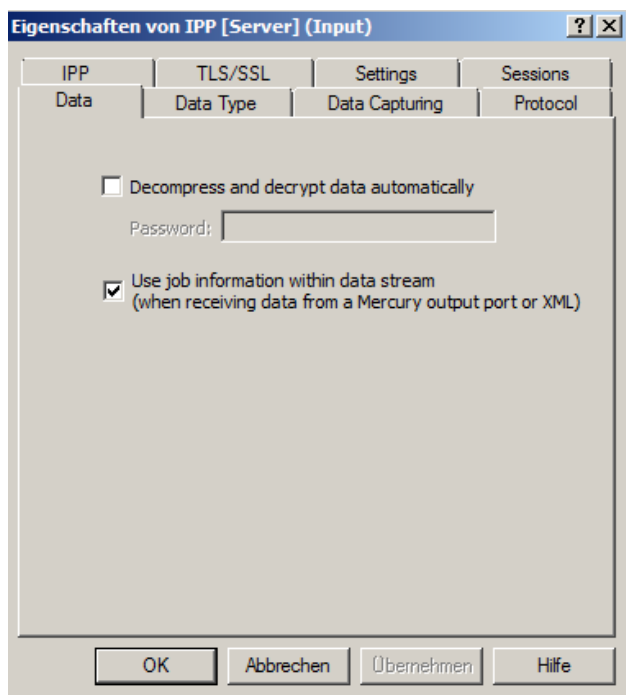 Eigenschaften von IPP [Server] (Input)
IPP TLS/SSL Settings Sessions
Data Data Type Data Capturing Protocol
Decompress and decrypt data automatically
Password:
Use job information within data stream
(when receiving data from a Mercury output port or XML)
OK Abbrechen Übernehmen Hilfe